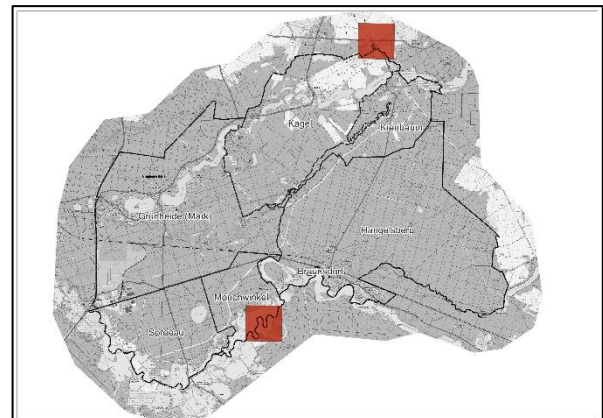 Kagel
Kienbaum
Grünheide (Mark)
Hangelsberg
Braunsdorf
Mönchwinkel
Spreeau